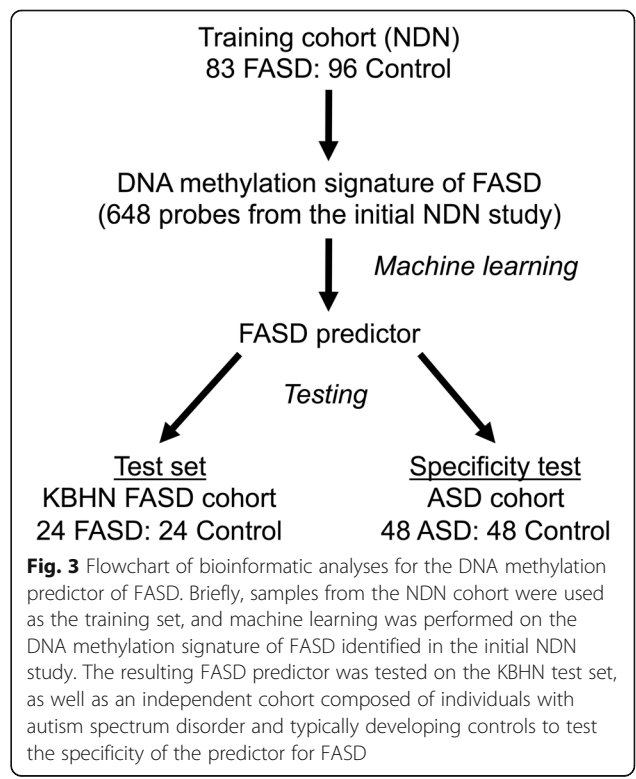 Training cohort (NDN)
83 FASD: 96 Control
DNA methylation signature of FASD
(648 probes from the initial NDN study)
Machine learning
FASD predictor
Testing
Test set
KBHN FASD cohort
24 FASD: 24 Control
Specificity test
ASD cohort
48 ASD: 48 Control
Fig. 3 Flowchart of bioinformatic analyses for the DNA methylation
predictor of FASD. Briefly, samples from the NDN cohort were used
as the training set, and machine learning was performed on the
DNA methylation signature of FASD identified in the initial NDN
study. The resulting FASD predictor was tested on the KBHN test set,
as well as an independent cohort composed of individuals with
autism spectrum disorder and typically developing controls to test
the specificity of the predictor for FASD